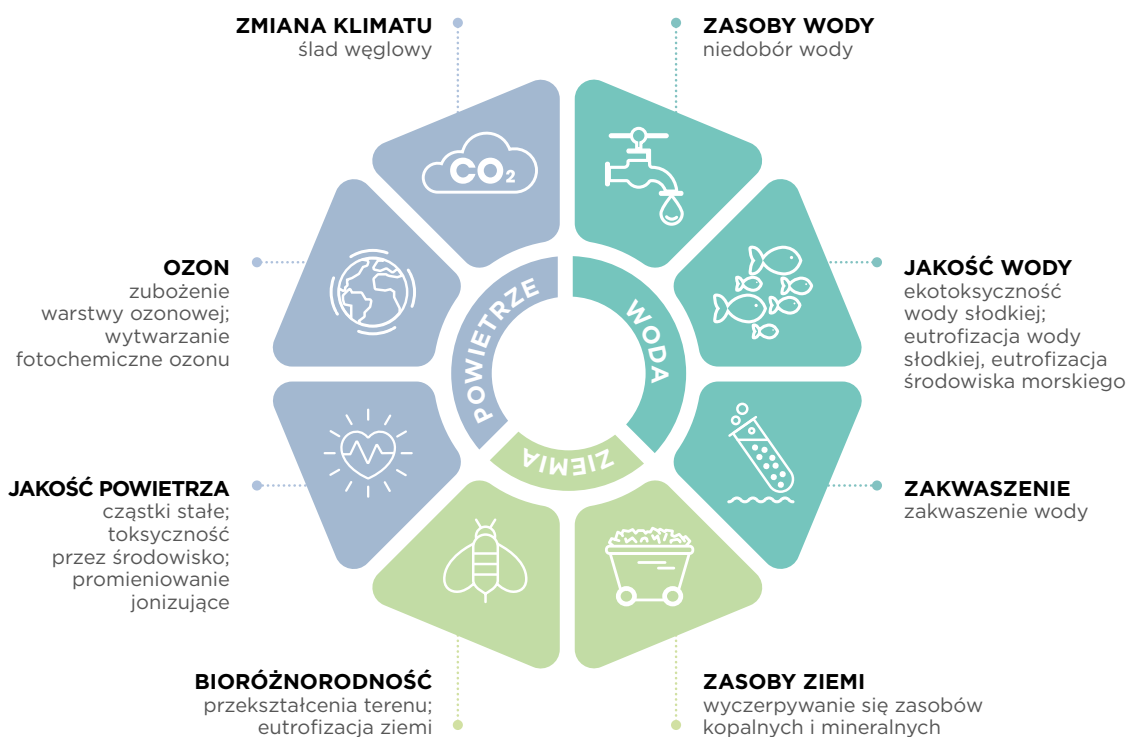 ZMIANA KLIMATU
ślad węglowy
ZASOBY WODY
niedobór wody
CO₂
OZON
zubożenie
warstwy ozonowej;
wytwarzanie
fotochemiczne ozonu
JAKOŚĆ WODY
ekotoksyczność
wody słodkiej;
eutrofizacja wody
słodkiej, eutrofizacja
środowiska morskiego
POWIETRZE
WODA
ZIEMIA
JAKOŚĆ POWIETRZA
cząstki stałe;
toksyczność
przez środowisko;
promieniowanie
jonizujące
ZAKWASZENIE
zakwaszenie wody
BIORÓŻNORODNOŚĆ
przekształcenia terenu;
eutrofizacja ziemi
ZASOBY ZIEMI
wyczerpywanie się zasobów
kopalnych i mineralnych